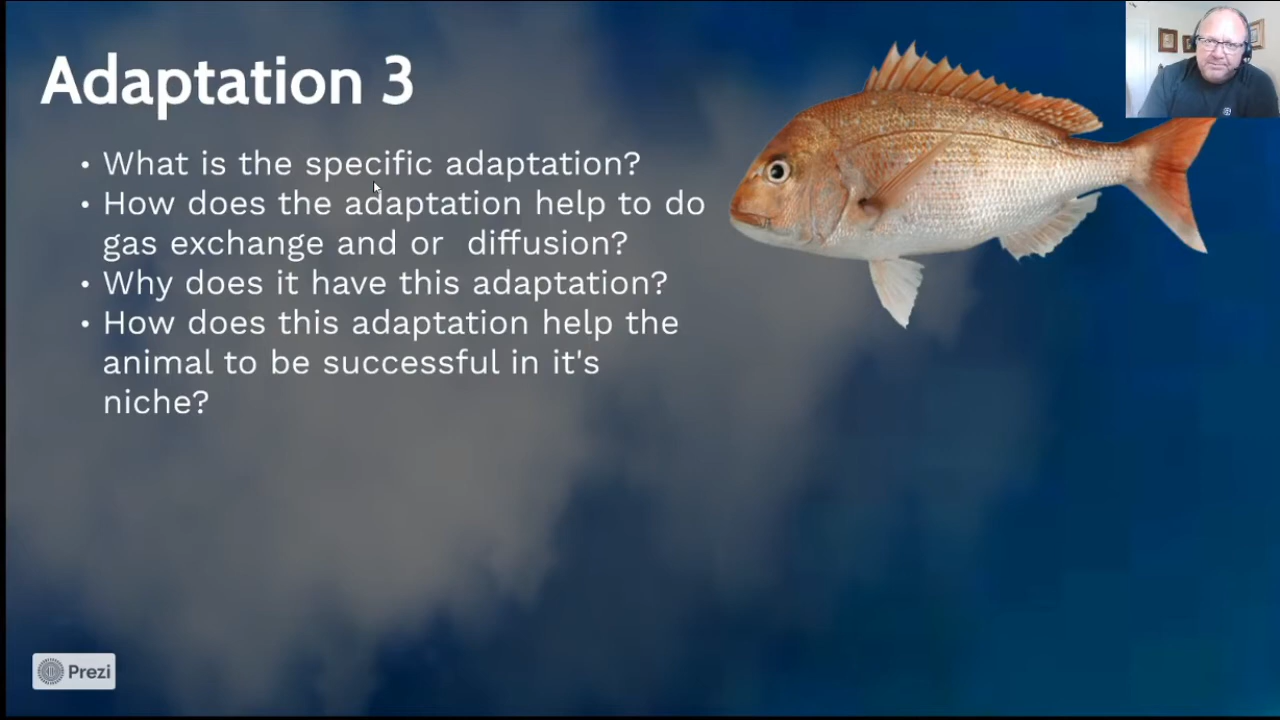 Adaptation 3
• What is the specific adaptation?
• How does the adaptation help to do
gas exchange and or  diffusion?
• Why does it have this adaptation?
• How does this adaptation help the
animal to be successful in it's
niche?
Prezi